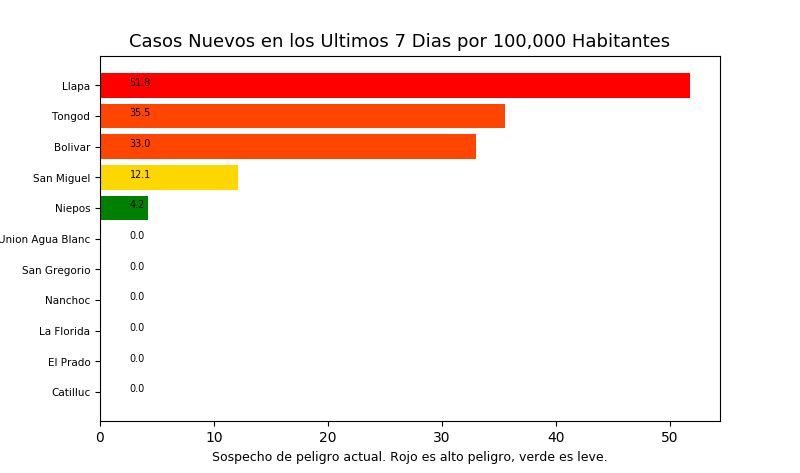 Casos Nuevos en los Ultimos 7 Dias por 100,000 Habitantes
Llapa 51.8
Tongod 35.5
Bolivar 33.0
San Miguel 12.1
Niepos 4.2
Union Agua Blanc 0.0
San Gregorio 0.0
Nanchoc 0.0
La Florida 0.0
El Prado 0.0
Catilluc 0.0
0 10 20 30 40 50
Sospecho de peligro actual. Rojo es alto peligro, verde es leve.